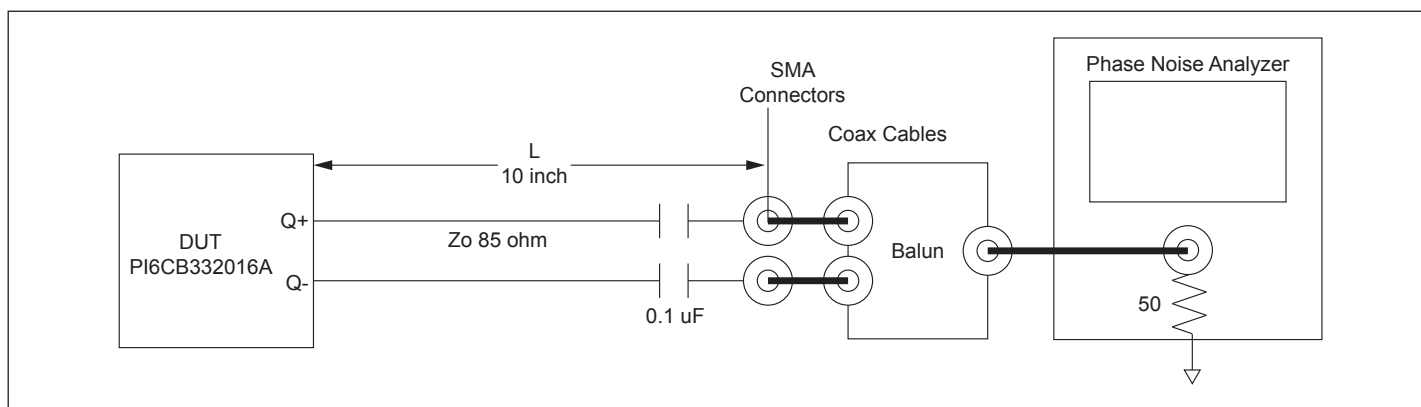 Phase Noise Analyzer
SMA
Connectors
Coax Cables
L
10 inch
Q+
DUT
PI6CB332016A
Zo 85 ohm
Balun
Q-
0.1 uF
50